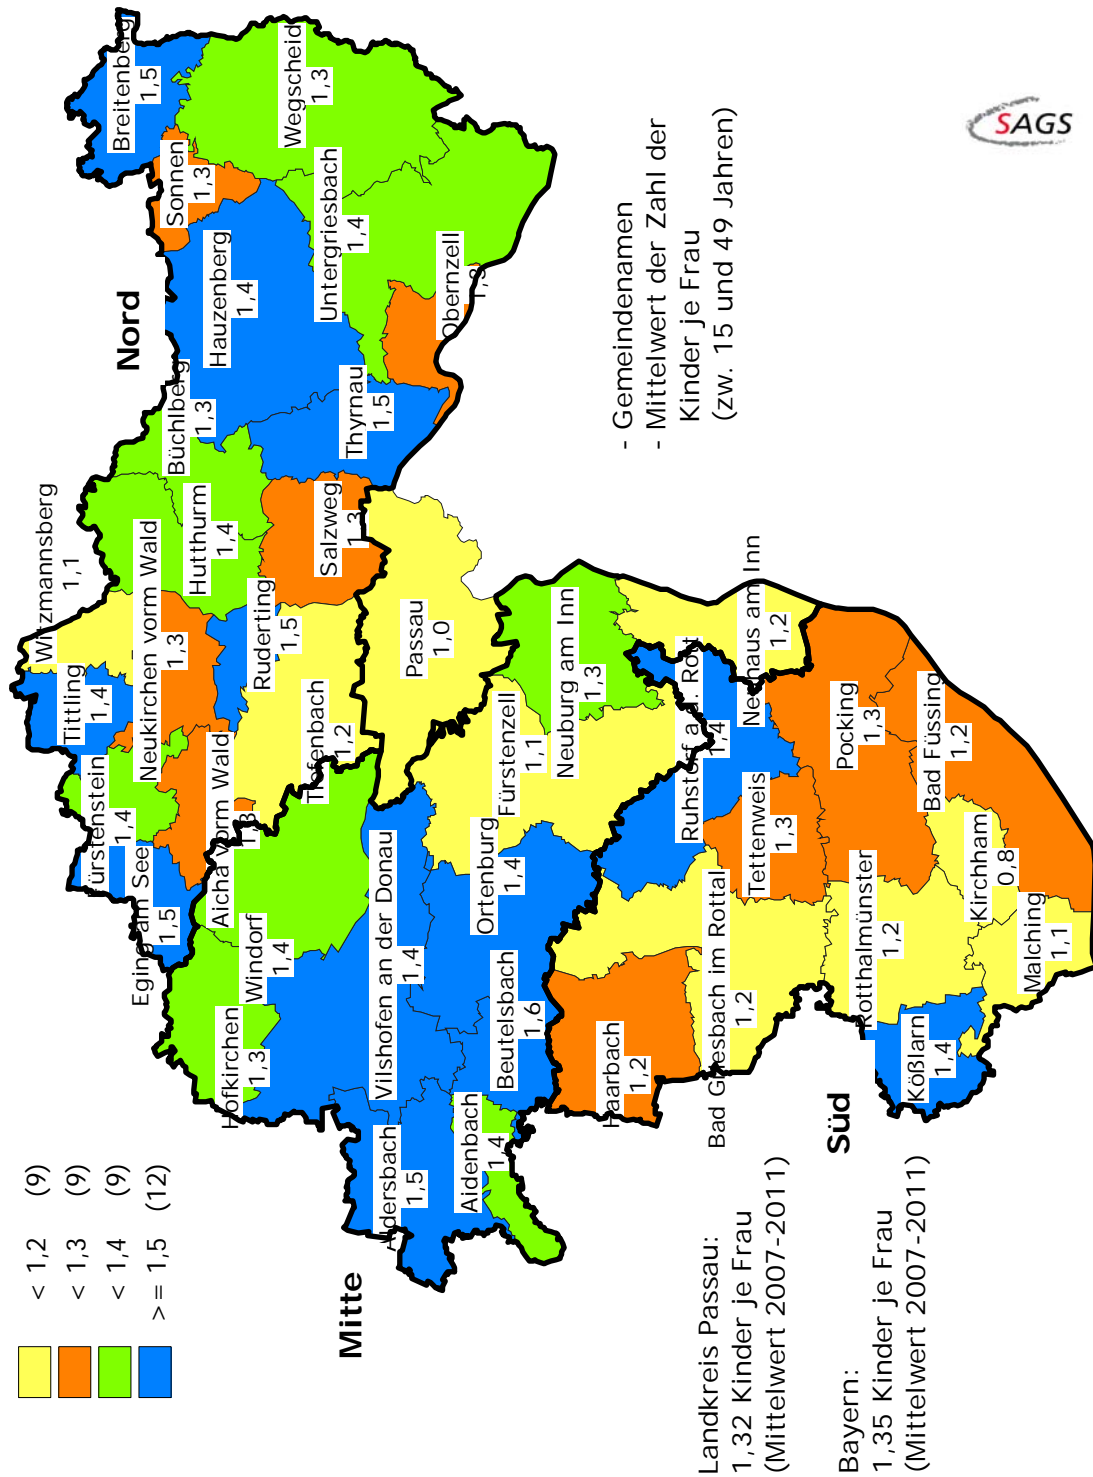 < 1,2 (9)
< 1,3 (9)
< 1,4 (9)
>= 1,5 (12)
Nord
Mitte
Süd
Breitenberg
1,5
Wegscheid
1,3
Sonnen
1,3
Hauzenberg
1,4
Untergriesbach
1,4
Obernzell
1,3
Büchlberg
1,3
Thyrnau
1,5
Witzmannsberg
1,1
Hutthurm
1,4
Salzweg
1,3
Tittling
1,4
Neukirchen vorm Wald
1,3
Ruderting
1,5
Fürstenstein
1,4
Aicha vorm Wald
1,3
Tiefenbach
1,2
Eging am See
1,5
Passau
1,0
Windorf
1,4
Hofkirchen
1,3
Vilshofen an der Donau
1,4
Ortenburg
1,4
Fürstenzell
1,1
Neuburg am Inn
1,3
Neuhaus am Inn
1,2
Ruhstorf a.d. Rott
1,4
Beutelsbach
1,6
Aldersbach
1,5
Aidenbach
1,4
Haarbach
1,2
Bad Griesbach im Rottal
1,2
Tettenweis
1,3
Pocking
1,3
Bad Füssing
1,2
Rotthalmünster
1,2
Kirchham
0,8
Malching
1,1
Kößlarn
1,4
- Gemeindenamen
- Mittelwert der Zahl der
Kinder je Frau
(zw. 15 und 49 Jahren)
Landkreis Passau:
1,32 Kinder je Frau
(Mittelwert 2007-2011)
Bayern:
1,35 Kinder je Frau
(Mittelwert 2007-2011)
SAGS